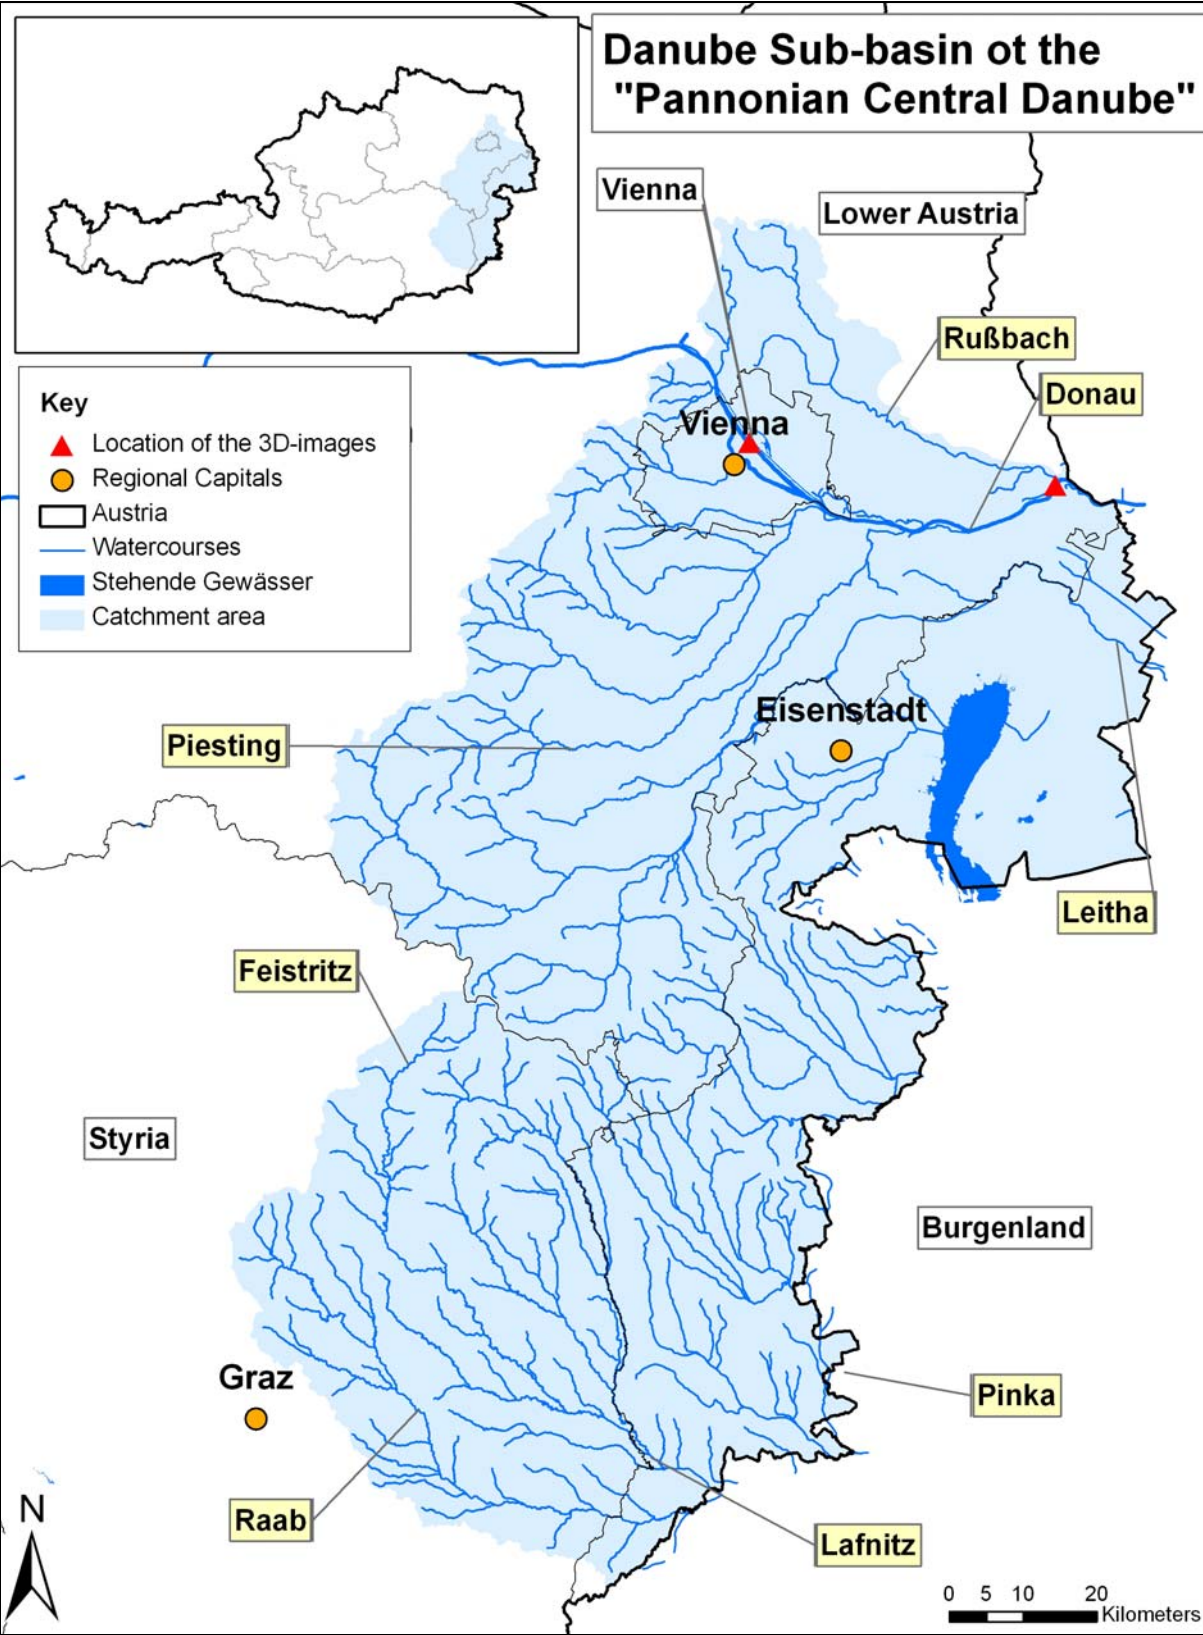 Danube Sub-basin ot the
"Pannonian Central Danube"
Vienna
Lower Austria
Rußbach
Donau
Key
Location of the 3D-images
Regional Capitals
Austria
Watercourses
Stehende Gewässer
Catchment area
Vienna
Eisenstadt
Piesting
Leitha
Feistritz
Styria
Burgenland
Graz
Pinka
Raab
Lafnitz
N
0 5 10 20
Kilometers